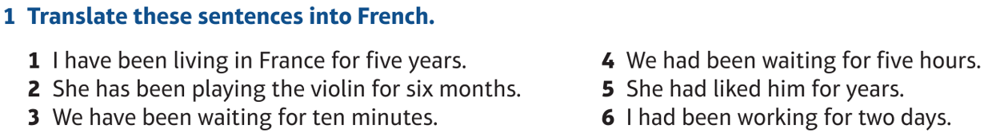 1 Translate these sentences into French.
1 I have been living in France for five years.
2 She has been playing the violin for six months.
3 We have been waiting for ten minutes.
4 We had been waiting for five hours.
5 She had liked him for years.
6 I had been working for two days.